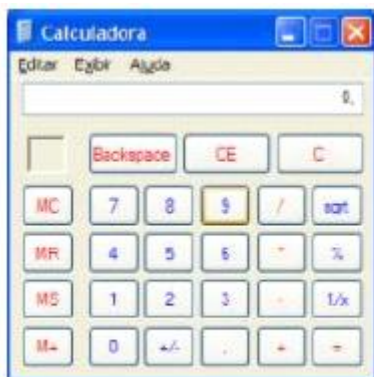 Calculadora
Editar Exibir Ajuda
0,
Backspace CE C
MC 7 8 9 / sqrt
MR 4 5 6 * %
MS 1 2 3 - 1/x
M+ 0 +/- , + =